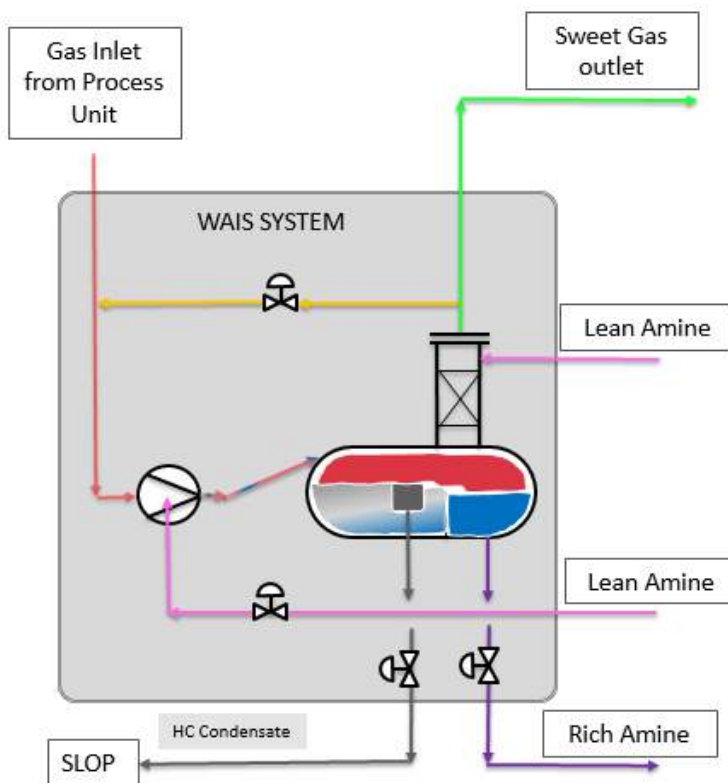 Gas Inlet
from Process
Unit
Sweet Gas
outlet
WAIS SYSTEM
Lean Amine
Lean Amine
HC Condensate
Rich Amine
SLOP